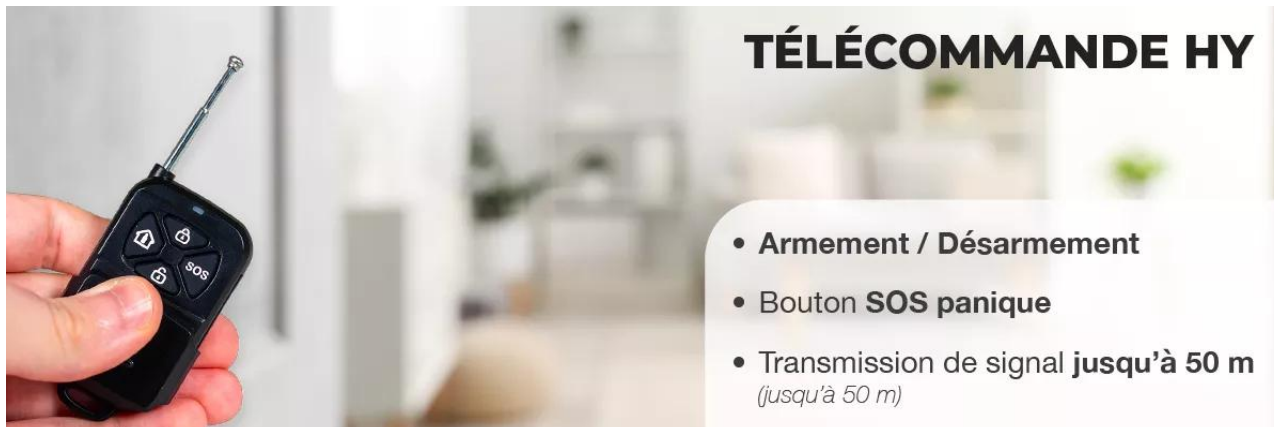 TÉLÉCOMMANDE HY
SOS
• Armement / Désarmement
• Bouton SOS panique
• Transmission de signal jusqu’à 50 m
(jusqu’à 50 m)